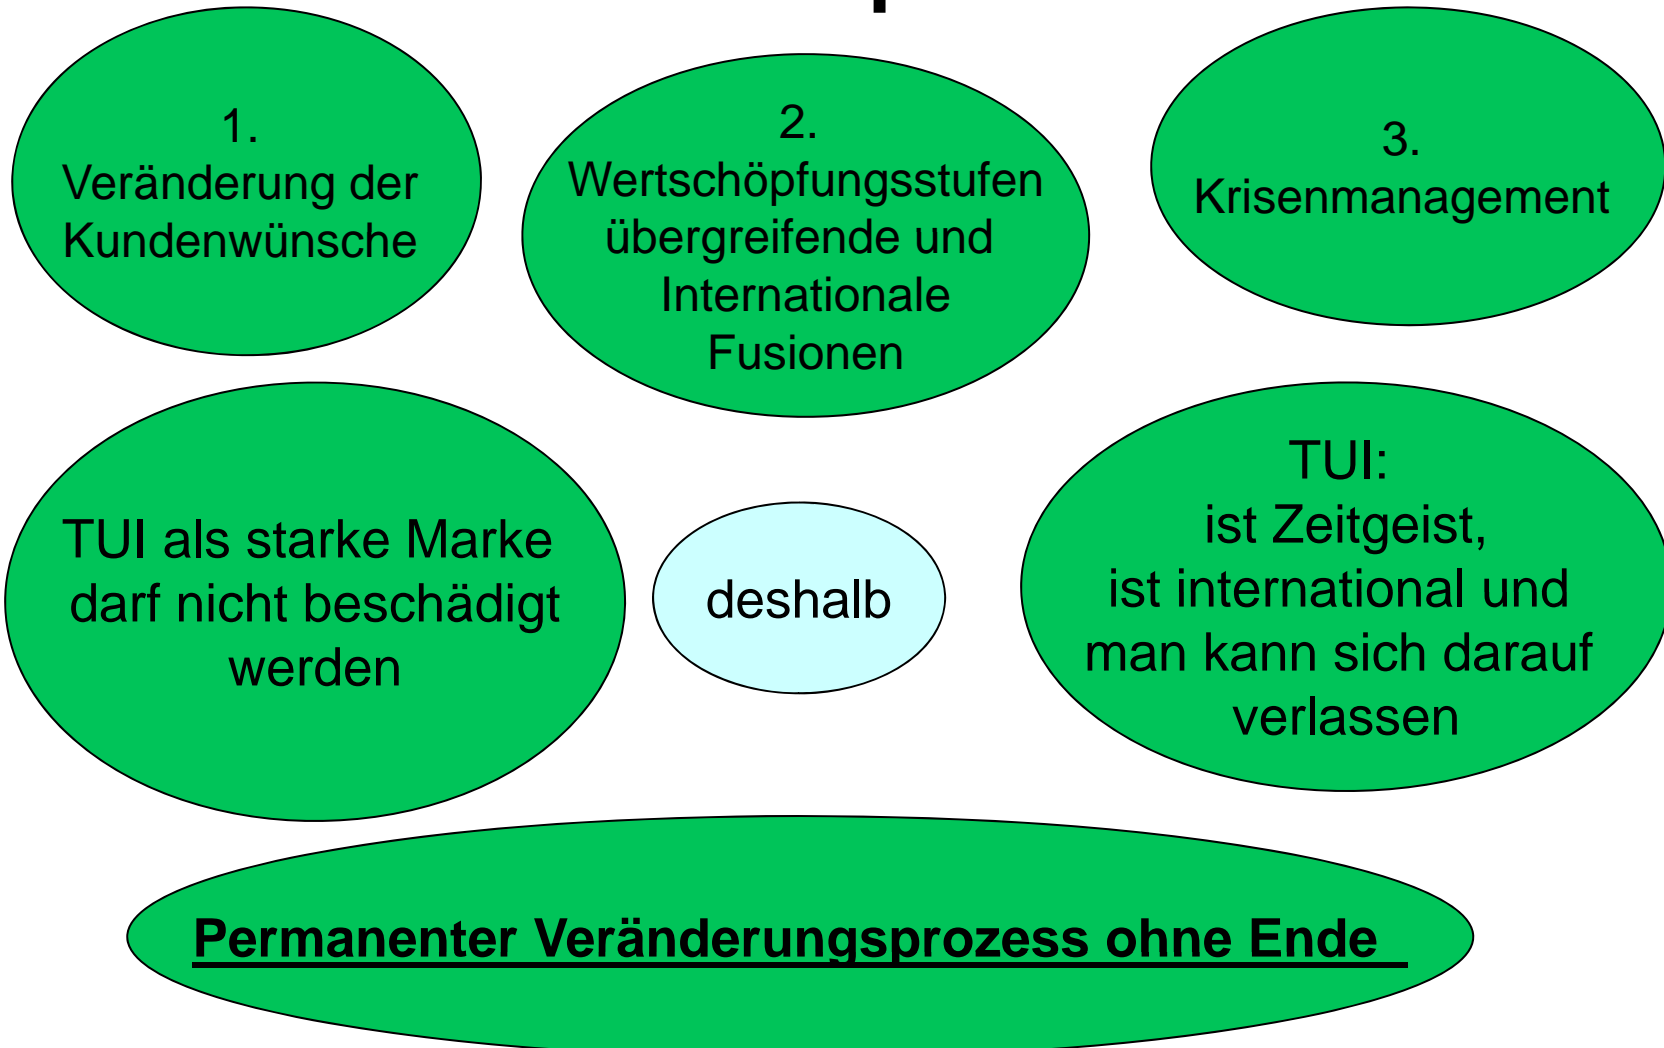 1.
Veränderung der
Kundenwünsche
2.
Wertschöpfungsstufen
übergreifende und
Internationale
Fusionen
3.
Krisenmanagement
TUI als starke Marke
darf nicht beschädigt
werden
deshalb
TUI:
ist Zeitgeist,
ist international und
man kann sich darauf
verlassen
Permanenter Veränderungsprozess ohne Ende